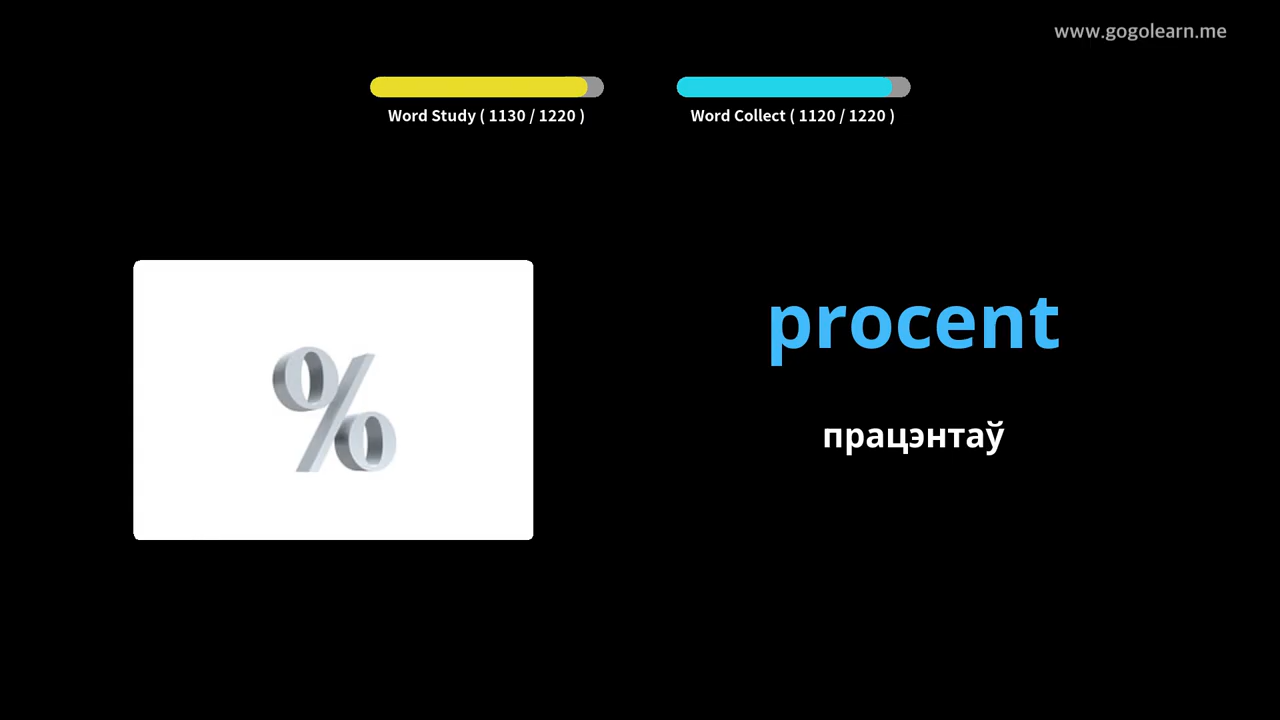 www.gogolearn.me
Word Study ( 1130 / 1220 )
Word Collect ( 1120 / 1220 )
%
procent
працэнтаў